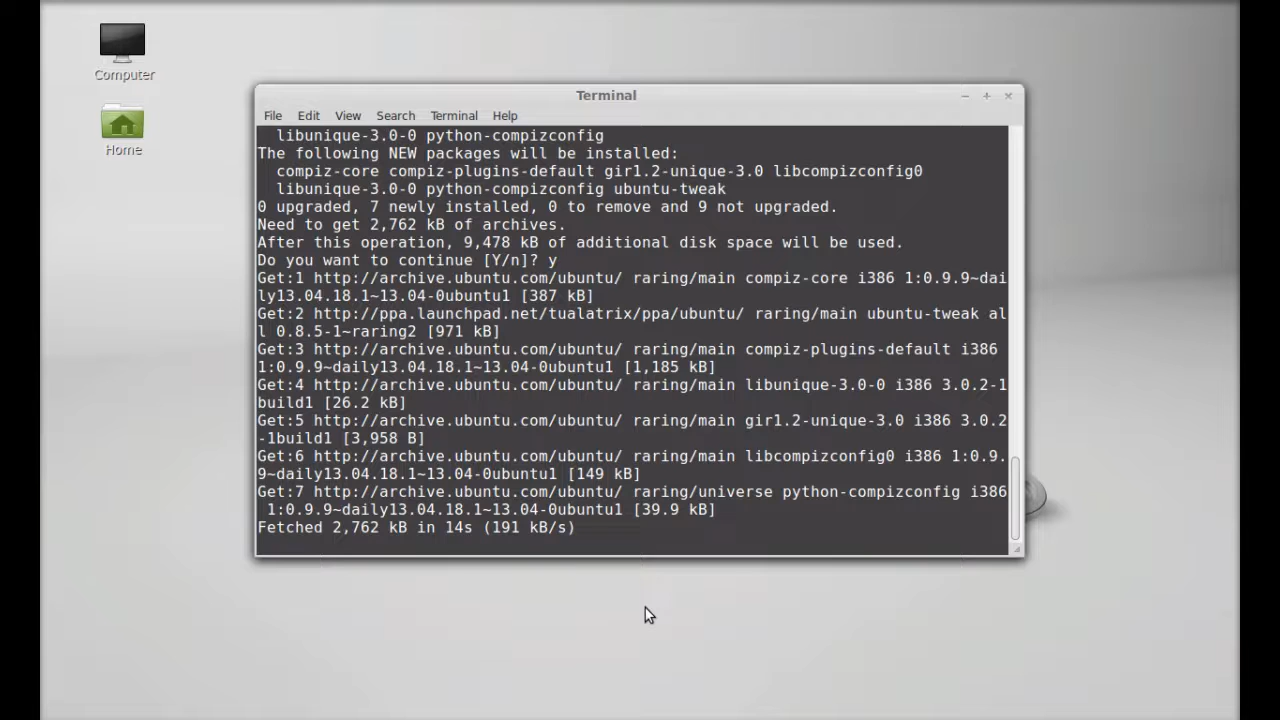 Computer
Home
Terminal
File Edit View Search Terminal Help
libunique-3.0-0 python-compizconfig
The following NEW packages will be installed:
compiz-core compiz-plugins-default gir1.2-unique-3.0 libcompizconfig0
libunique-3.0-0 python-compizconfig ubuntu-tweak
0 upgraded, 7 newly installed, 0 to remove and 9 not upgraded.
Need to get 2,762 kB of archives.
After this operation, 9,478 kB of additional disk space will be used.
Do you want to continue [Y/n]? y
Get:1 http://archive.ubuntu.com/ubuntu/ raring/main compiz-core i386 1:0.9.9~dai
ly13.04.18.1~13.04-0ubuntu1 [387 kB]
Get:2 http://ppa.launchpad.net/tualatrix/ppa/ubuntu/ raring/main ubuntu-tweak al
l 0.8.5-1~raring2 [971 kB]
Get:3 http://archive.ubuntu.com/ubuntu/ raring/main compiz-plugins-default i386
1:0.9.9~daily13.04.18.1~13.04-0ubuntu1 [1,185 kB]
Get:4 http://archive.ubuntu.com/ubuntu/ raring/main libunique-3.0-0 i386 3.0.2-1
build1 [26.2 kB]
Get:5 http://archive.ubuntu.com/ubuntu/ raring/main gir1.2-unique-3.0 i386 3.0.2
-1build1 [3,958 B]
Get:6 http://archive.ubuntu.com/ubuntu/ raring/main libcompizconfig0 i386 1:0.9.
9~daily13.04.18.1~13.04-0ubuntu1 [149 kB]
Get:7 http://archive.ubuntu.com/ubuntu/ raring/universe python-compizconfig i386
1:0.9.9~daily13.04.18.1~13.04-0ubuntu1 [39.9 kB]
Fetched 2,762 kB in 14s (191 kB/s)